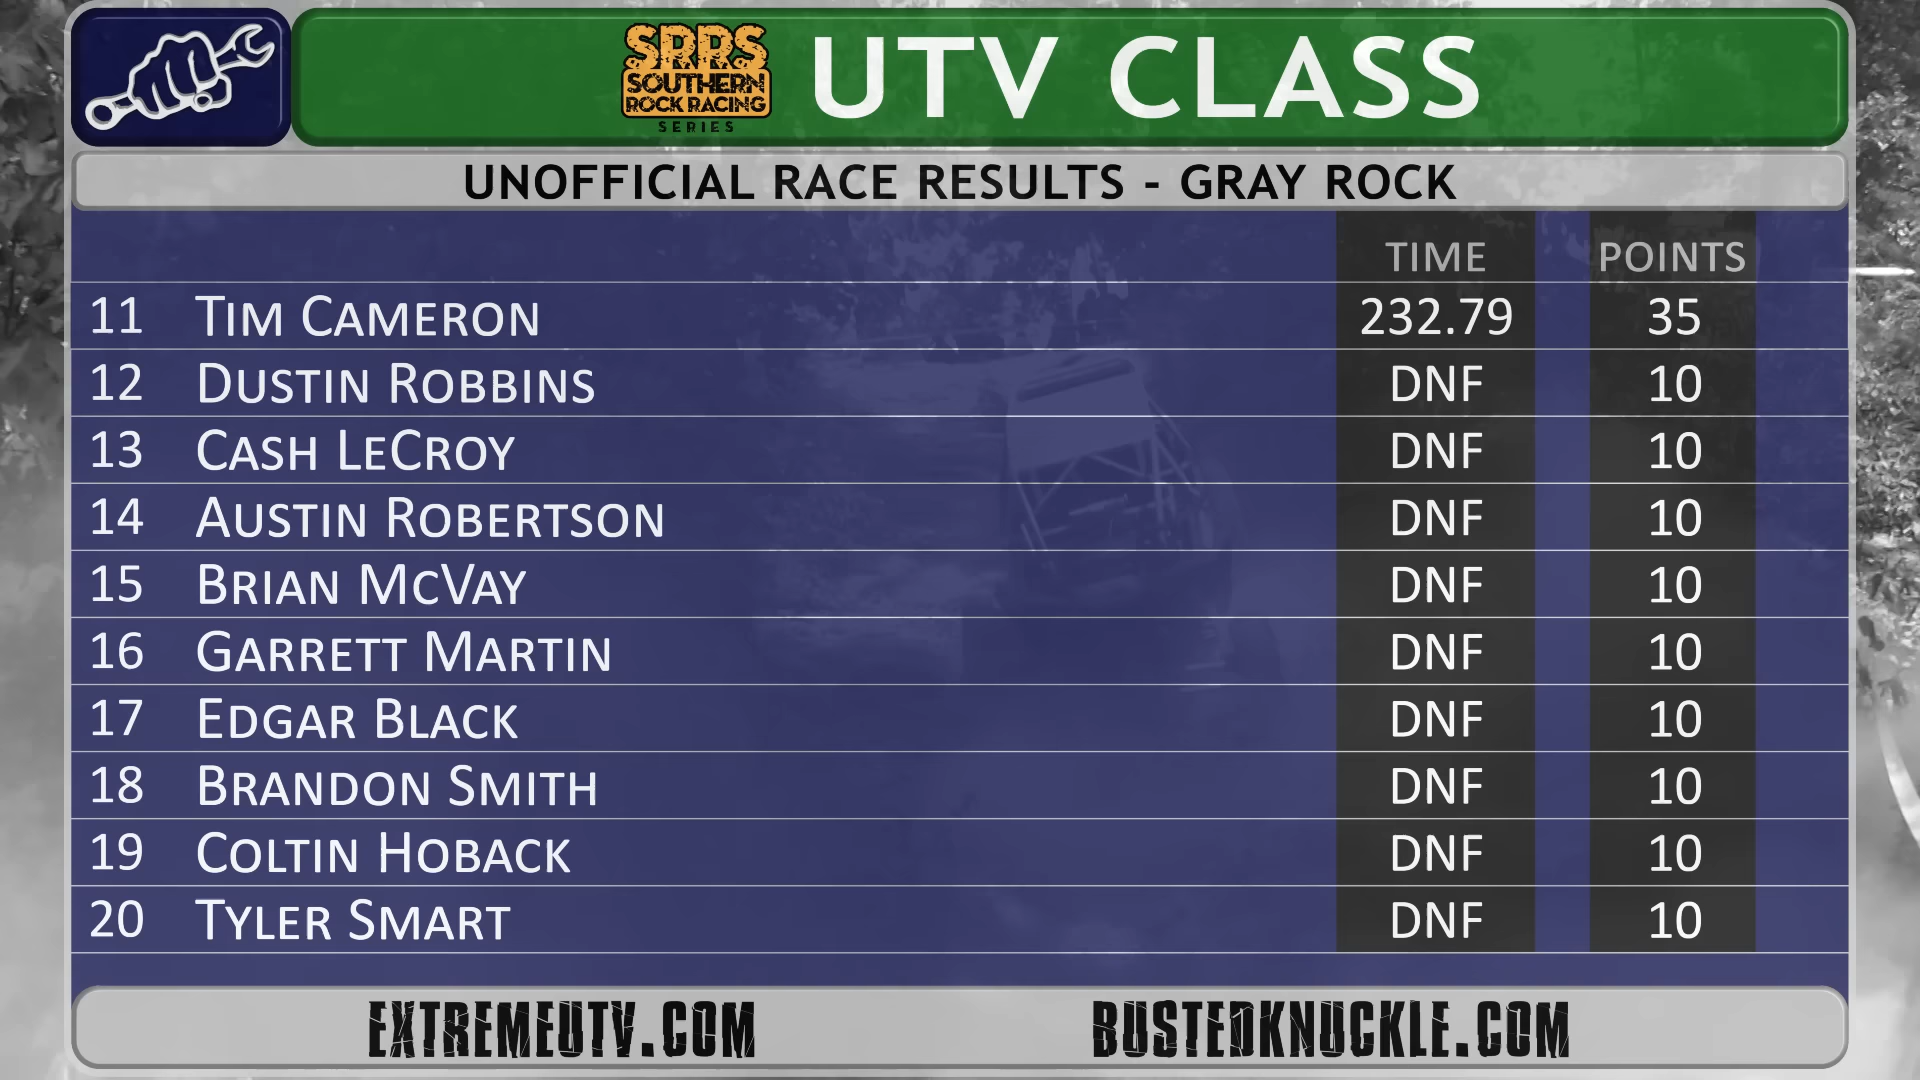 SRRS
SOUTHERN
ROCK RACING
SERIES
UTV CLASS
UNOFFICIAL RACE RESULTS - GRAY ROCK
TIME POINTS
11 TIM CAMERON 232.79 35
12 DUSTIN ROBBINS DNF 10
13 CASH LECROY DNF 10
14 AUSTIN ROBERTSON DNF 10
15 BRIAN MCVAY DNF 10
16 GARRETT MARTIN DNF 10
17 EDGAR BLACK DNF 10
18 BRANDON SMITH DNF 10
19 COLTIN HOBACK DNF 10
20 TYLER SMART DNF 10
EXTREMEUTV.COM BUSTEDKNUCKLE.COM